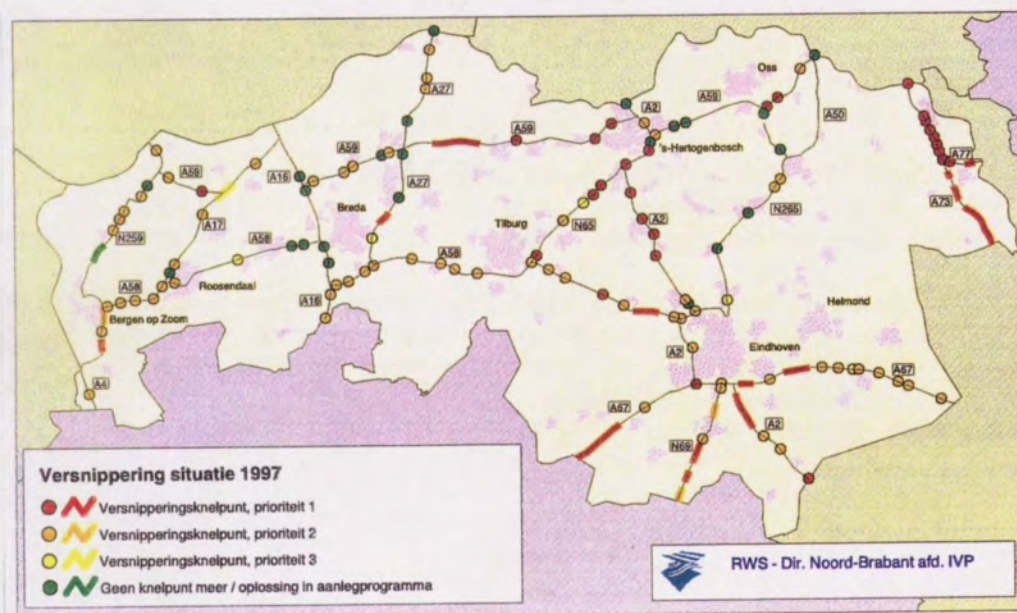 A27
Oss
A2
A59
A50
A59
A59
's-Hertogenbosch
A77
A59
A16
A27
A73
Breda
Tilburg
N65
A2
N265
N259
A17
A58
A58
Roosendaal
A58
A16
Helmond
Bergen op Zoom
A2
Eindhoven
A4
A67
A67
N69
A2
Versnippering situatie 1997
Versnipperingsknelpunt, prioriteit 1
Versnipperingsknelpunt, prioriteit 2
Versnipperingsknelpunt, prioriteit 3
Geen knelpunt meer / oplossing in aanlegprogramma
RWS - Dir. Noord-Brabant afd. IVP